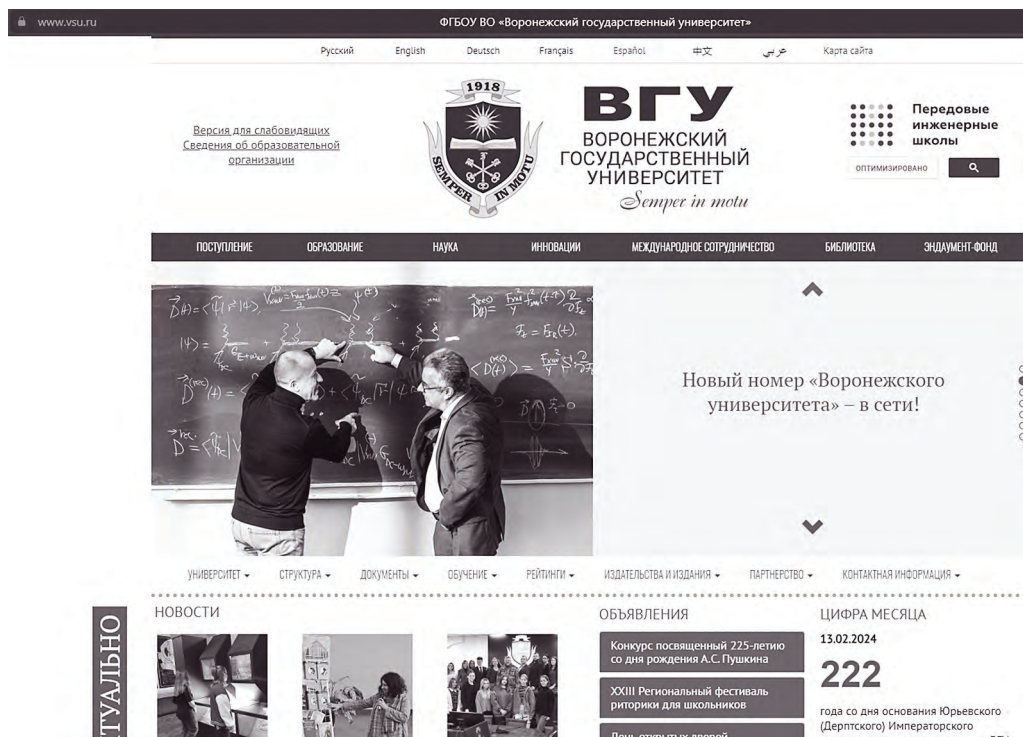 www.vsu.ru
ФГБОУ ВО «Воронежский государственный университет»
Русский English Deutsch Français Español 中文 عربي Карта сайта
1918
SEMPER IN MOTU
ВГУ
ВОРОНЕЖСКИЙ
ГОСУДАРСТВЕННЫЙ
УНИВЕРСИТЕТ
Semper in motu
Версия для слабовидящих
Сведения об образовательной
организации
Передовые
инженерные
школы
ОПТИМИЗИРОВАНО
ПОСТУПЛЕНИЕ ОБРАЗОВАНИЕ НАУКА ИННОВАЦИИ МЕЖДУНАРОДНОЕ СОТРУДНИЧЕСТВО БИБЛИОТЕКА ЭНДАУМЕНТ-ФОНД
Новый номер «Воронежского
университета» – в сети!
УНИВЕРСИТЕТ СТРУКТУРА ДОКУМЕНТЫ ОБУЧЕНИЕ РЕЙТИНГИ ИЗДАТЕЛЬСТВА И ИЗДАНИЯ ПАРТНЕРСТВО КОНТАКТНАЯ ИНФОРМАЦИЯ
ТУАЛЬНО
НОВОСТИ
ОБЪЯВЛЕНИЯ
Конкурс посвященный 225-летию
со дня рождения А.С. Пушкина
XXIII Региональный фестиваль
риторики для школьников
День открытых дверей
ЦИФРА МЕСЯЦА
13.02.2024
222
года со дня основания Юрьевского
(Дерптского) Императорского